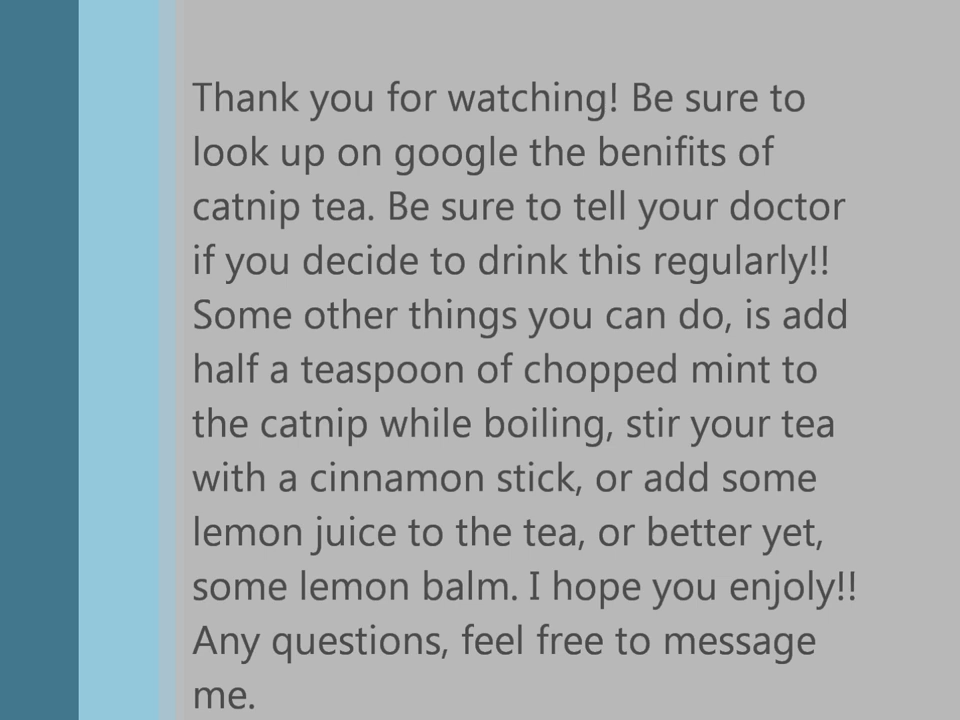 Thank you for watching! Be sure to
look up on google the benifits of
catnip tea. Be sure to tell your doctor
if you decide to drink this regularly!!
Some other things you can do, is add
half a teaspoon of chopped mint to
the catnip while boiling, stir your tea
with a cinnamon stick, or add some
lemon juice to the tea, or better yet,
some lemon balm. I hope you enjoly!!
Any questions, feel free to message
me.